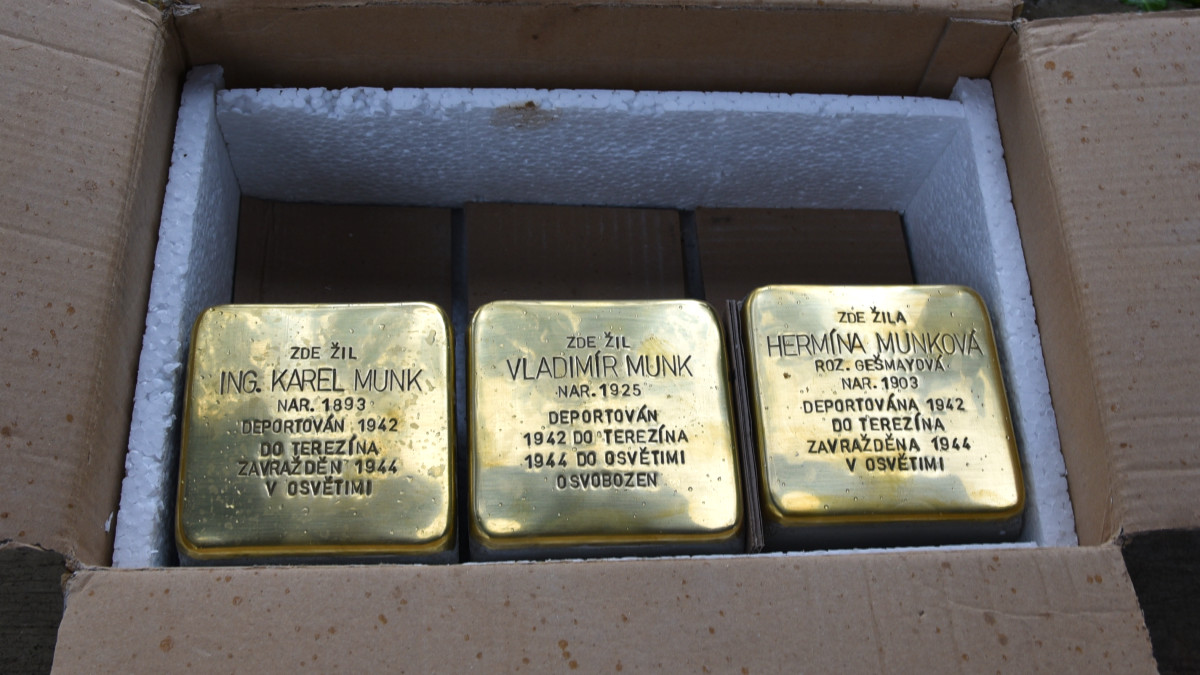 ZDE ŽIL
ING. KAREL MUNK
NAR. 1893
DEPORTOVÁN 1942
DO TEREZÍNA
ZAVRAŽDĚN 1944
V OSVĚTIMI
ZDE ŽIL
VLADIMÍR MUNK
NAR. 1925
DEPORTOVÁN
1942 DO TEREZÍNA
1944 DO OSVĚTIMI
OSVOBOZEN
ZDE ŽILA
HERMÍNA MUNKOVÁ
ROZ. GEŠMAYOVÁ
NAR. 1903
DEPORTOVÁNA 1942
DO TEREZÍNA
ZAVRAŽDĚNA 1944
V OSVĚTIMI